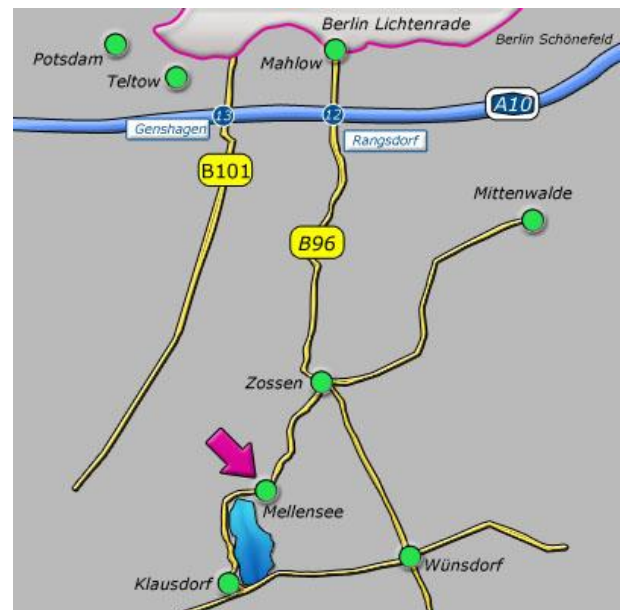 Berlin Lichtenrade
Potsdam
Mahlow
Berlin Schönefeld
Teltow
A10
13
12
Genshagen
Rangsdorf
B101
Mittenwalde
B96
Zossen
Mellensee
Klausdorf
Wünsdorf